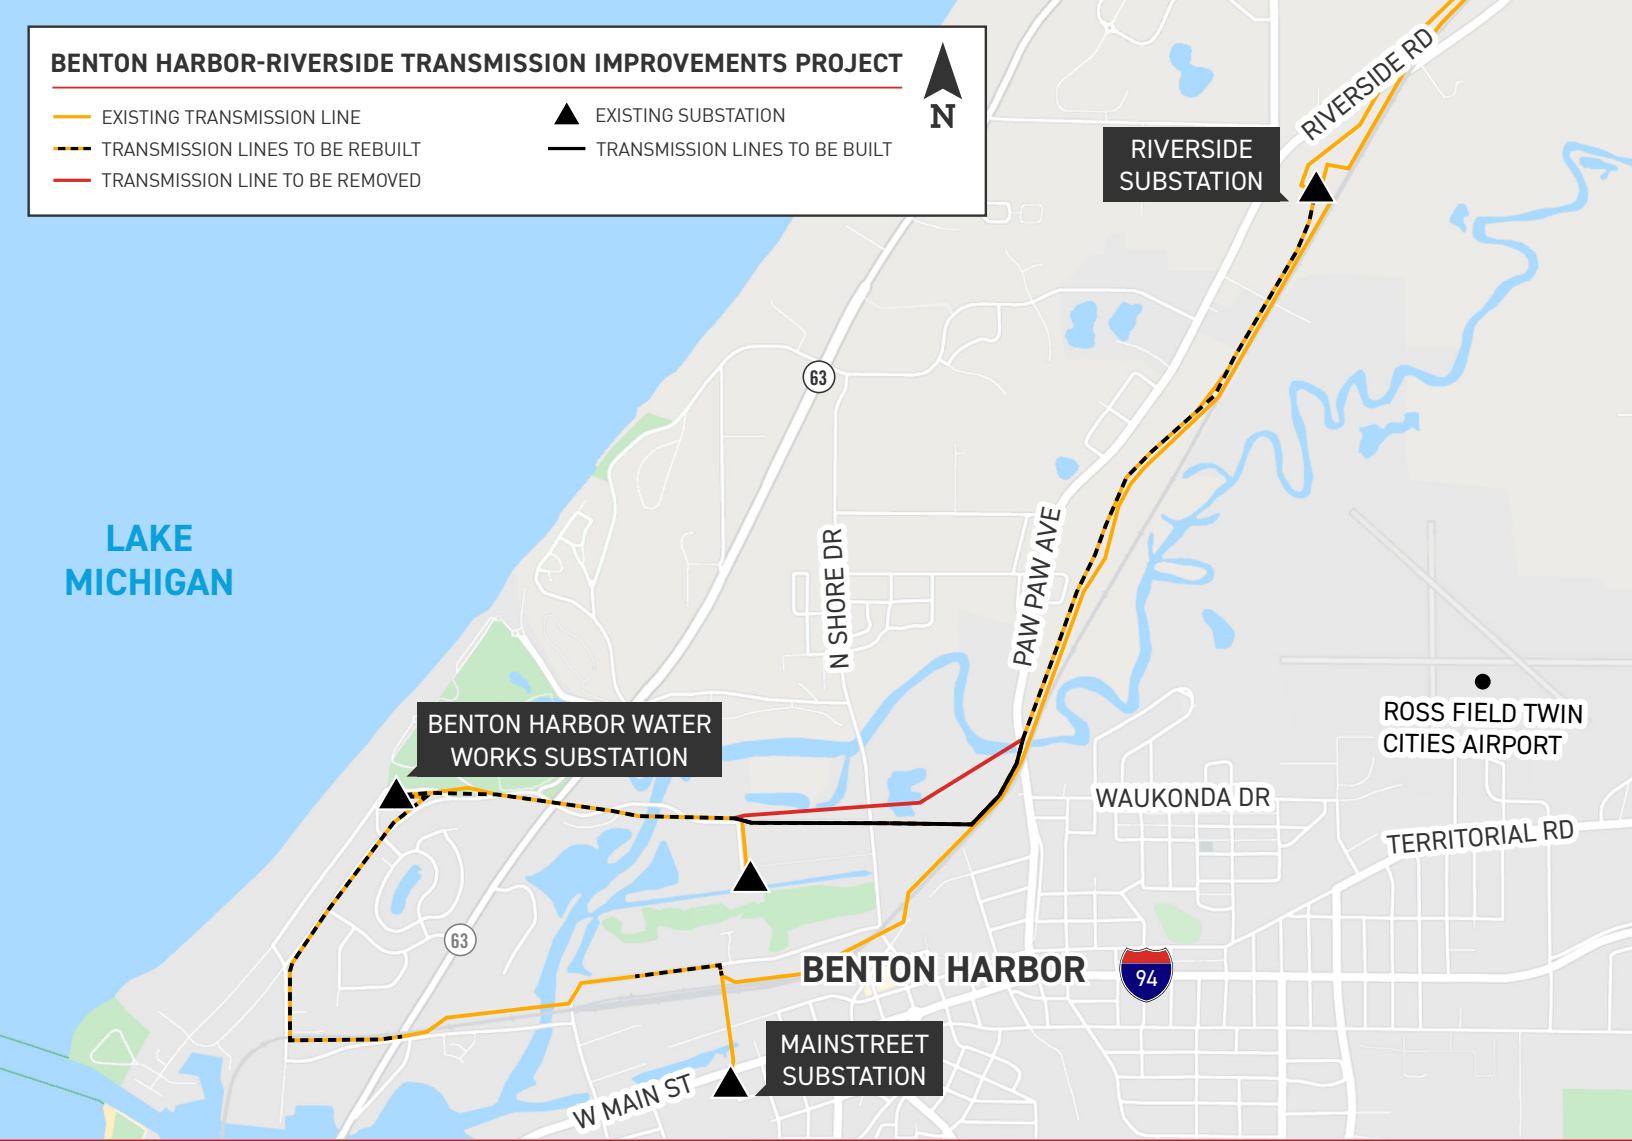 BENTON HARBOR-RIVERSIDE TRANSMISSION IMPROVEMENTS PROJECT
N
EXISTING TRANSMISSION LINE
TRANSMISSION LINES TO BE REBUILT
TRANSMISSION LINE TO BE REMOVED
EXISTING SUBSTATION
TRANSMISSION LINES TO BE BUILT
RIVERSIDE RD
RIVERSIDE
SUBSTATION
63
LAKE
MICHIGAN
N SHORE DR
PAW PAW AVE
ROSS FIELD TWIN
CITIES AIRPORT
BENTON HARBOR WATER
WORKS SUBSTATION
WAUKONDA DR
TERRITORIAL RD
63
BENTON HARBOR
94
MAINSTREET
SUBSTATION
W MAIN ST